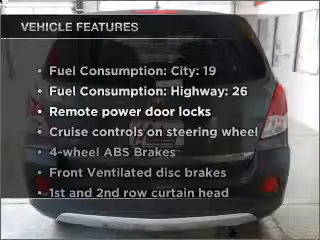 VEHICLE FEATURES
• Fuel Consumption: City: 19
• Fuel Consumption: Highway: 26
• Remote power door locks
• Cruise controls on steering wheel
• 4-wheel ABS Brakes
• Front Ventilated disc brakes
• 1st and 2nd row curtain head